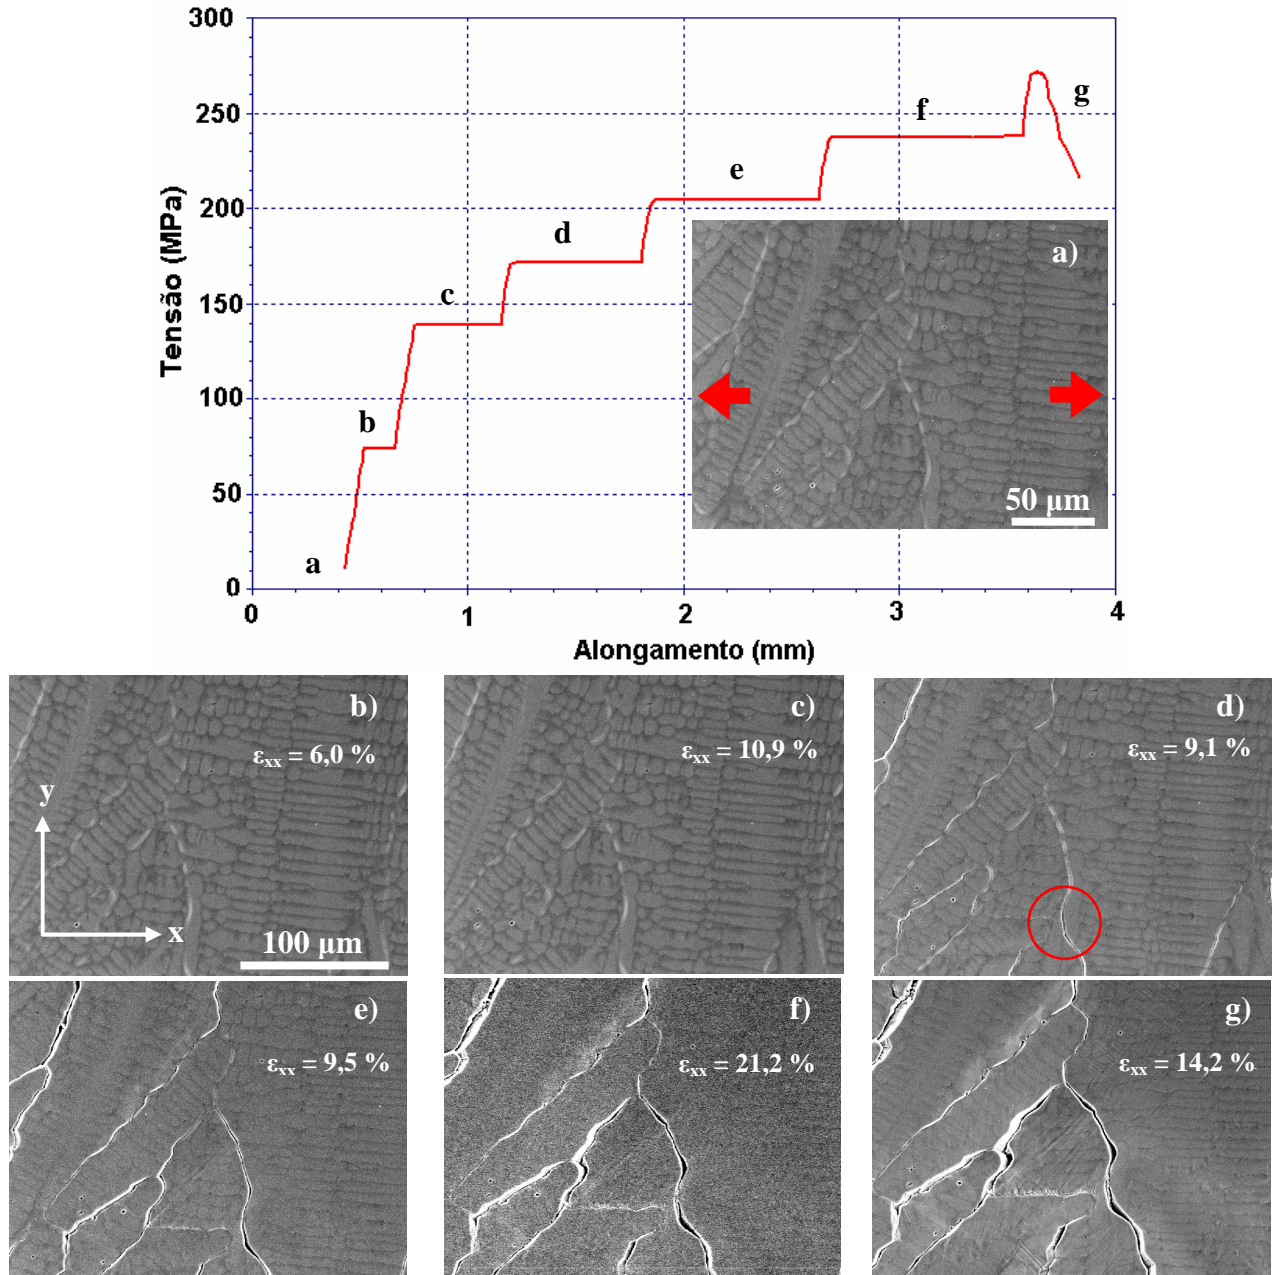 300
250
200
150
100
50
0
Tensão (MPa)
a
b
c
d
e
f
g
a)
50 µm
0
1
2
3
4
Alongamento (mm)
b)
εxx = 6,0 %
y
x
100 µm
c)
εxx = 10,9 %
d)
εxx = 9,1 %
e)
εxx = 9,5 %
f)
εxx = 21,2 %
g)
εxx = 14,2 %